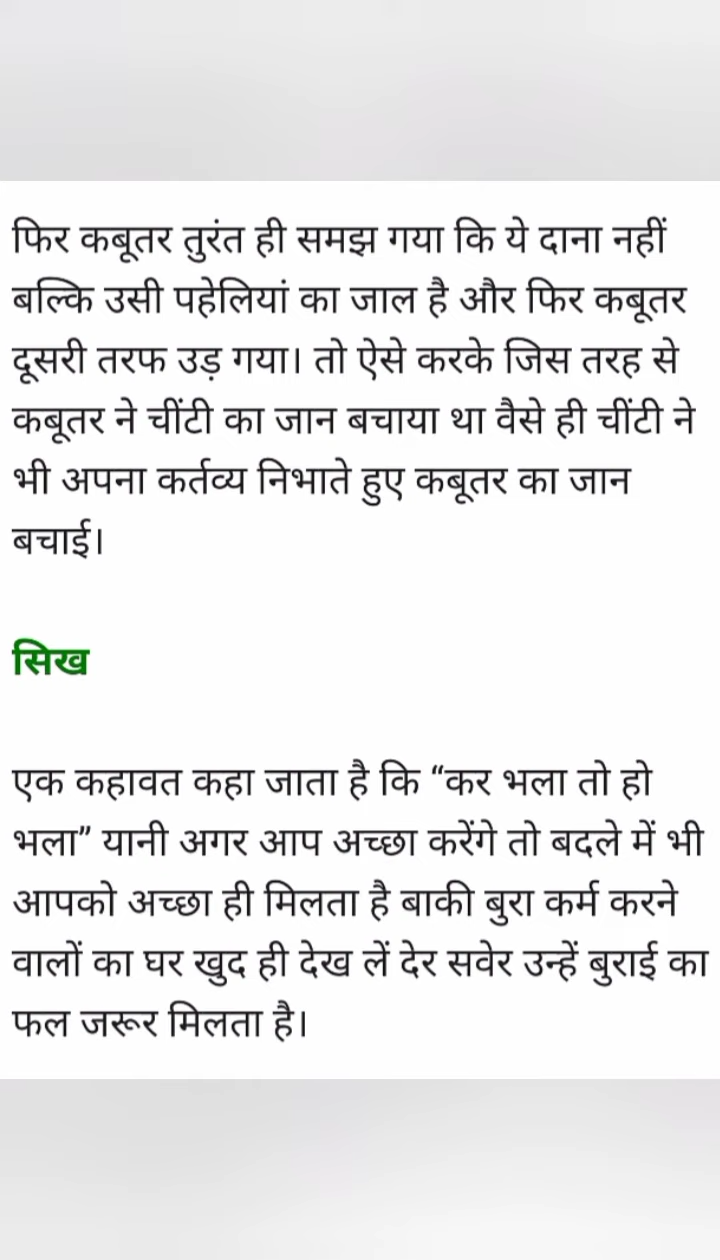 फिर कबूतर तुरंत ही समझ गया कि ये दाना नहीं
बल्कि उसी पहेलियां का जाल है और फिर कबूतर
दूसरी तरफ उड़ गया। तो ऐसे करके जिस तरह से
कबूतर ने चींटी का जान बचाया था वैसे ही चींटी ने
भी अपना कर्तव्य निभाते हुए कबूतर का जान
बचाई।
सिख
एक कहावत कहा जाता है कि “कर भला तो हो
भला” यानी अगर आप अच्छा करेंगे तो बदले में भी
आपको अच्छा ही मिलता है बाकी बुरा कर्म करने
वालों का घर खुद ही देख लें देर सवेर उन्हें बुराई का
फल जरूर मिलता है।